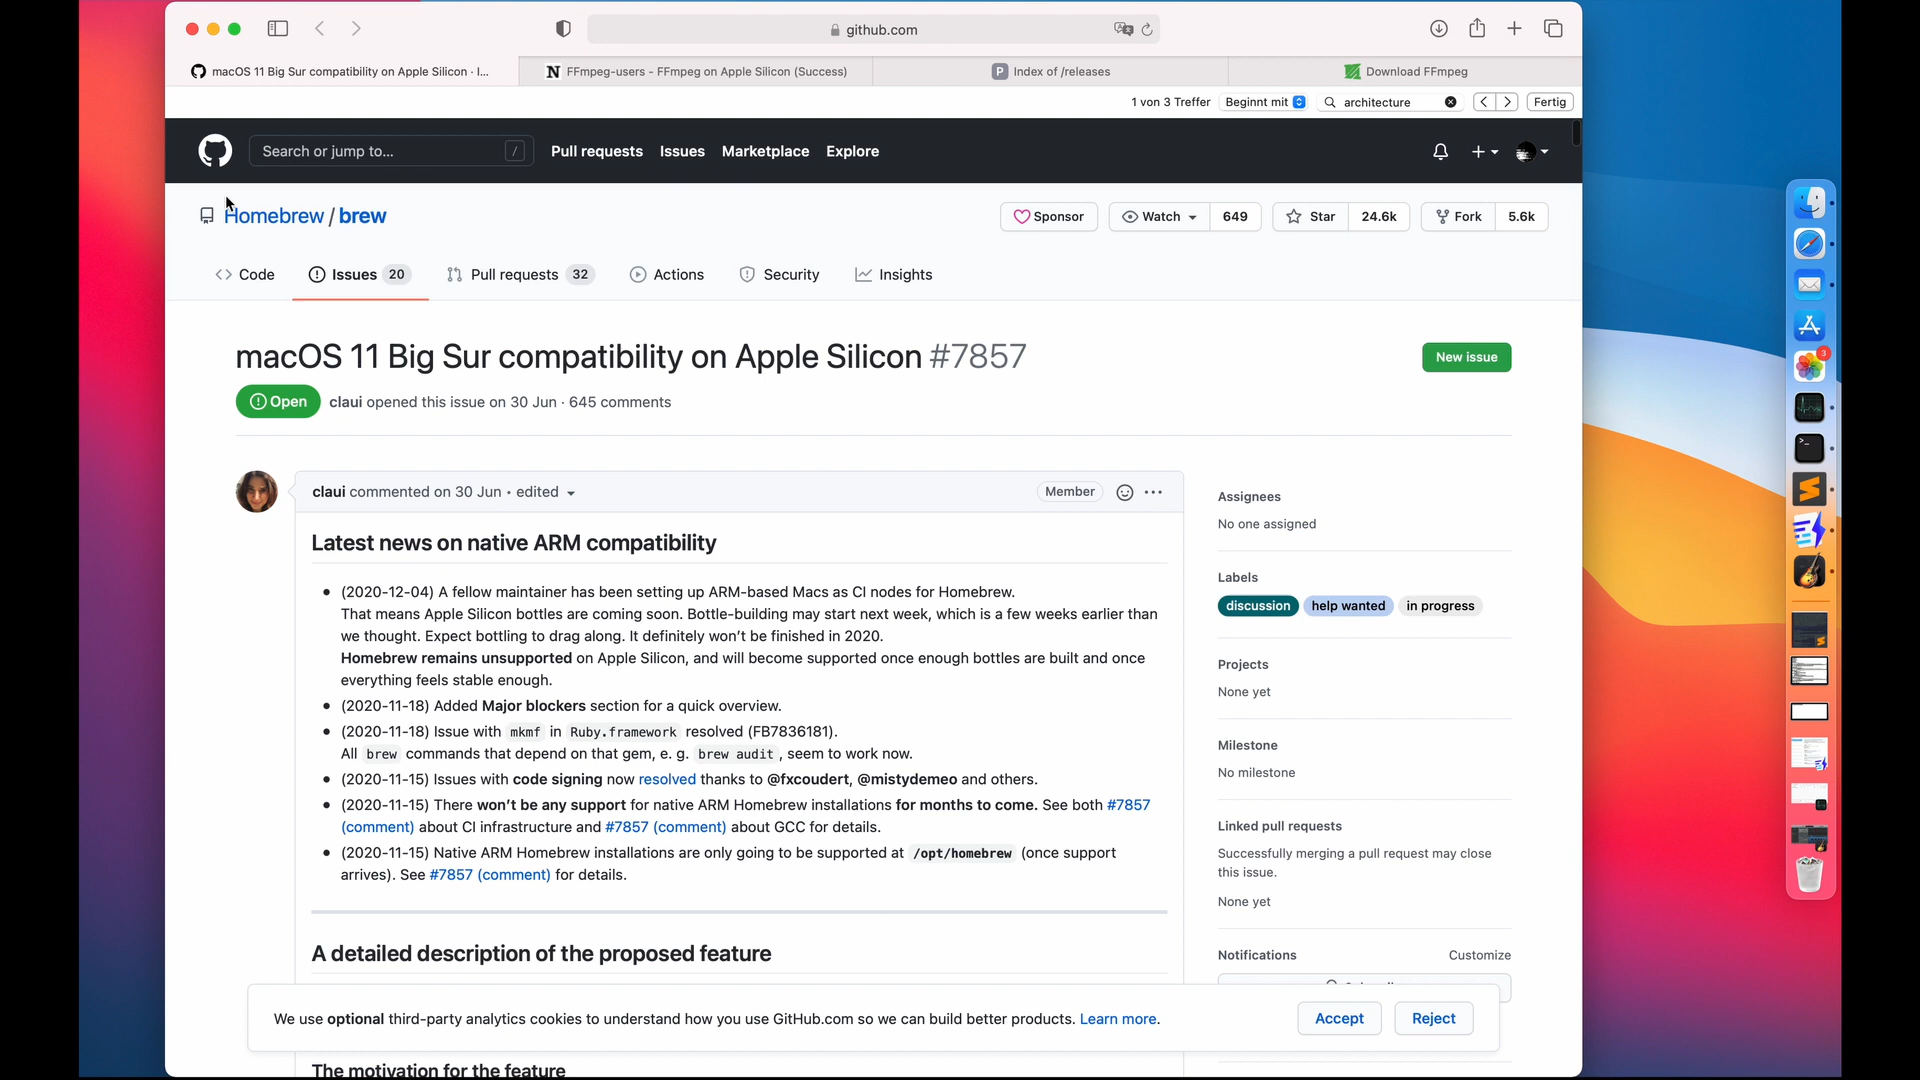 github.com
macOS 11 Big Sur compatibility on Apple Silicon · I...
FFmpeg-users - FFmpeg on Apple Silicon (Success)
Index of /releases
Download FFmpeg
1 von 3 Treffer
Beginnt mit
architecture
Fertig
Search or jump to...
/
Pull requests
Issues
Marketplace
Explore
Homebrew / brew
Sponsor
Watch
649
Star
24.6k
Fork
5.6k
Code
Issues 20
Pull requests 32
Actions
Security
Insights
macOS 11 Big Sur compatibility on Apple Silicon #7857
New issue
Open
claui opened this issue on 30 Jun · 645 comments
claui commented on 30 Jun • edited
Member
Latest news on native ARM compatibility
• (2020-12-04) A fellow maintainer has been setting up ARM-based Macs as CI nodes for Homebrew.
That means Apple Silicon bottles are coming soon. Bottle-building may start next week, which is a few weeks earlier than
we thought. Expect bottling to drag along. It definitely won't be finished in 2020.
Homebrew remains unsupported on Apple Silicon, and will become supported once enough bottles are built and once
everything feels stable enough.
• (2020-11-18) Added Major blockers section for a quick overview.
• (2020-11-18) Issue with mkmf in Ruby.framework resolved (FB7836181).
All brew commands that depend on that gem, e. g. brew audit, seem to work now.
• (2020-11-15) Issues with code signing now resolved thanks to @fxcoudert, @mistydemeo and others.
• (2020-11-15) There won't be any support for native ARM Homebrew installations for months to come. See both #7857
(comment) about CI infrastructure and #7857 (comment) about GCC for details.
• (2020-11-15) Native ARM Homebrew installations are only going to be supported at /opt/homebrew (once support
arrives). See #7857 (comment) for details.
A detailed description of the proposed feature
The motivation for the feature
Assignees
No one assigned
Labels
discussion
help wanted
in progress
Projects
None yet
Milestone
No milestone
Linked pull requests
Successfully merging a pull request may close
this issue.
None yet
Notifications
Customize
We use optional third-party analytics cookies to understand how you use GitHub.com so we can build better products. Learn more.
Accept
Reject
3